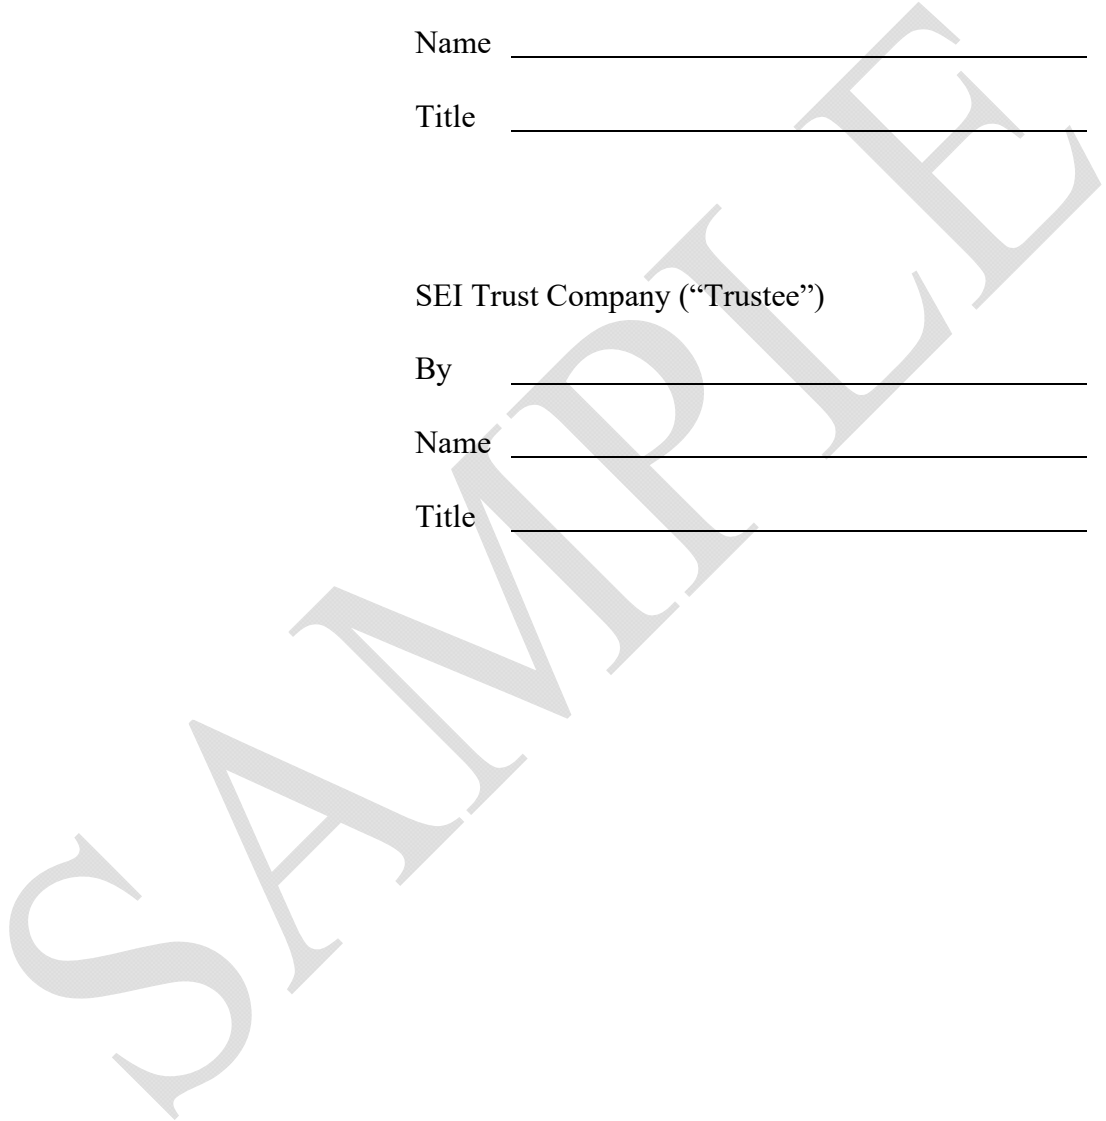 Name
Title
SEI Trust Company (“Trustee”)
By
Name
Title
SAMPLE